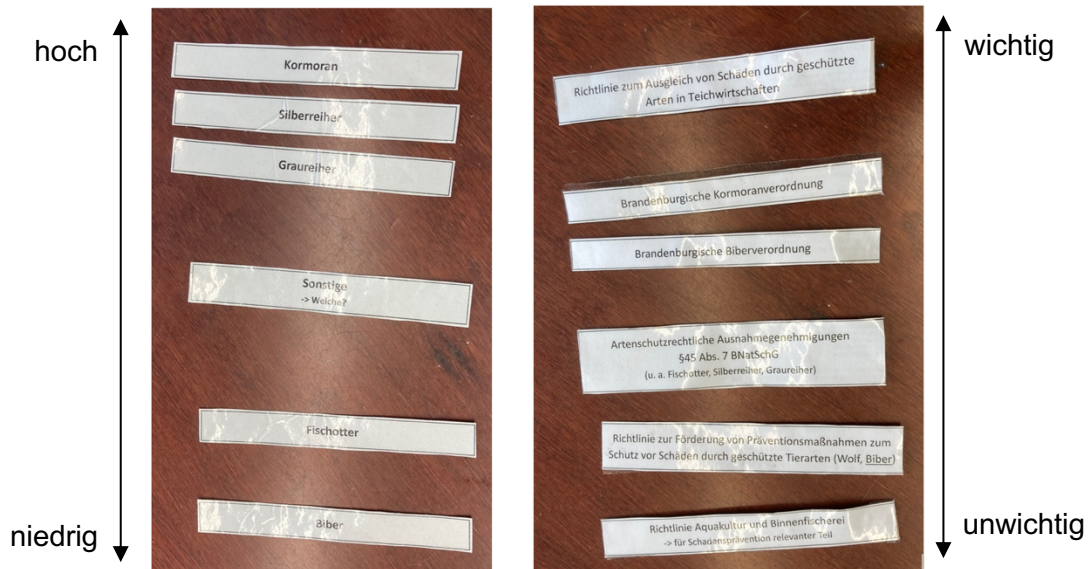 hoch
niedrig
Kormoran
Silberreiher
Graureiher
Sonstige
-> Welche?
Fischotter
Biber
Richtlinie zum Ausgleich von Schäden durch geschützte
Arten in Teichwirtschaften
Brandenburgische Kormoranverordnung
Brandenburgische Biberverordnung
Artenschutzrechtliche Ausnahmegenehmigungen
§45 Abs. 7 BNatSchG
(u. a. Fischotter, Silberreiher, Graureiher)
Richtlinie zur Förderung von Präventionsmaßnahmen zum
Schutz vor Schäden durch geschützte Tierarten (Wolf, Biber)
Richtlinie Aquakultur und Binnenfischerei
-> für Schadensprävention relevanter Teil
wichtig
unwichtig